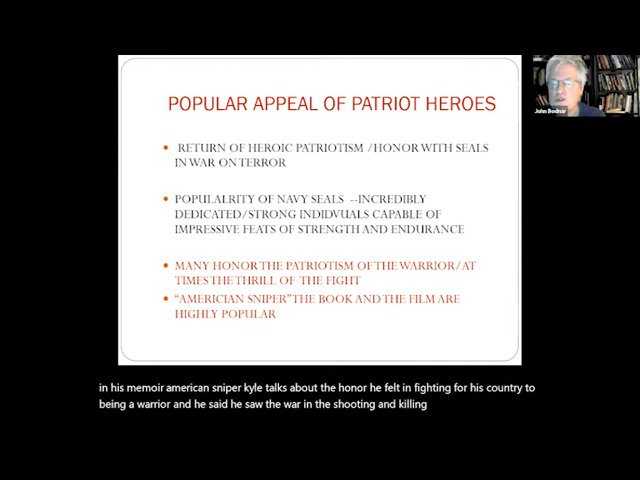 POPULAR APPEAL OF PATRIOT HEROES
John Bodnar
• RETURN OF HEROIC PATRIOTISM /HONOR WITH SEALS
IN WAR ON TERROR
• POPULALRITY OF NAVY SEALS --INCREDIBLY
DEDICATED/STRONG INDIDVUALS CAPABLE OF
IMPRESSIVE FEATS OF STRENGTH AND ENDURANCE
• MANY HONOR THE PATRIOTISM OF THE WARRIOR/AT
TIMES THE THRILL OF THE FIGHT
• “AMERICIAN SNIPER” THE BOOK AND THE FILM ARE
HIGHLY POPULAR
in his memoir american sniper kyle talks about the honor he felt in fighting for his country to
being a warrior and he said he saw the war in the shooting and killing